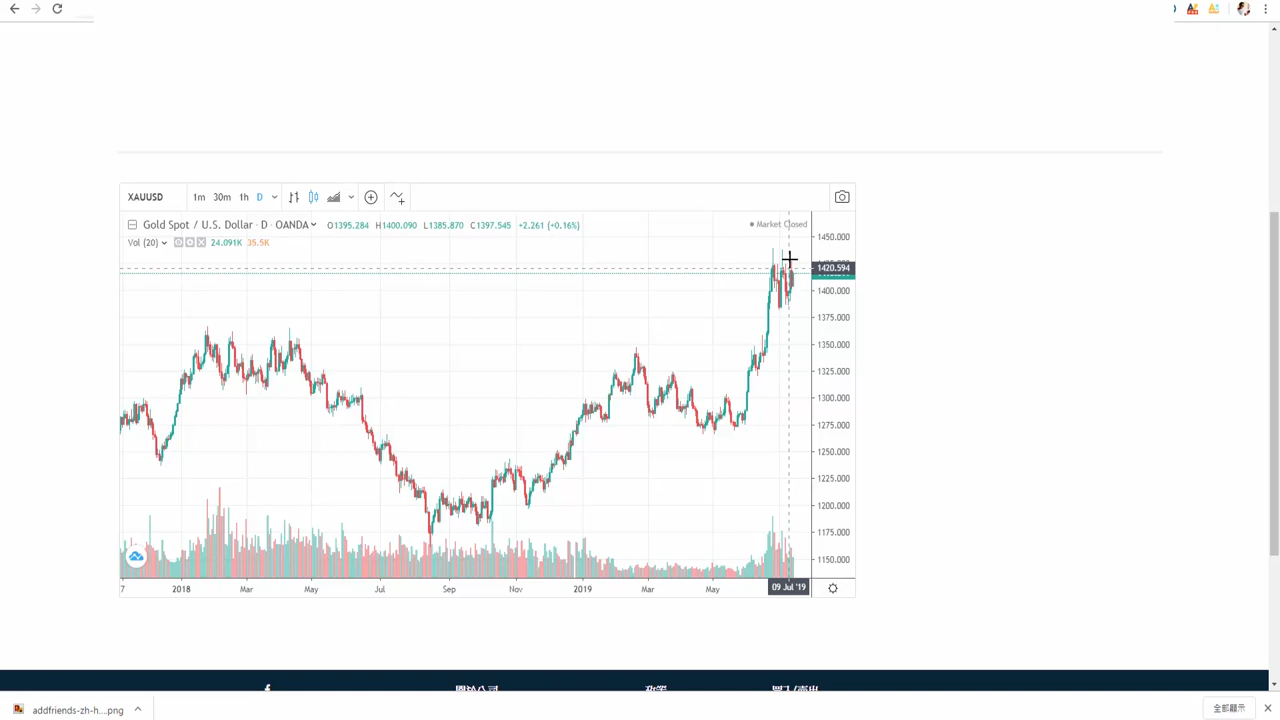 XAUUSD 1m 30m 1h D
Gold Spot / U.S. Dollar · D · OANDA O1395.284 H1400.090 L1385.870 C1397.545 +2.261 (+0.16%) Market Closed
Vol (20) 24.091K 35.5K
1450.000
1420.594
1400.000
1375.000
1350.000
1325.000
1300.000
1275.000
1250.000
1225.000
1200.000
1175.000
1150.000
7 2018 Mar May Jul Sep Nov 2019 Mar May 09 Jul '19
addfriends-zh-h....png 全部顯示